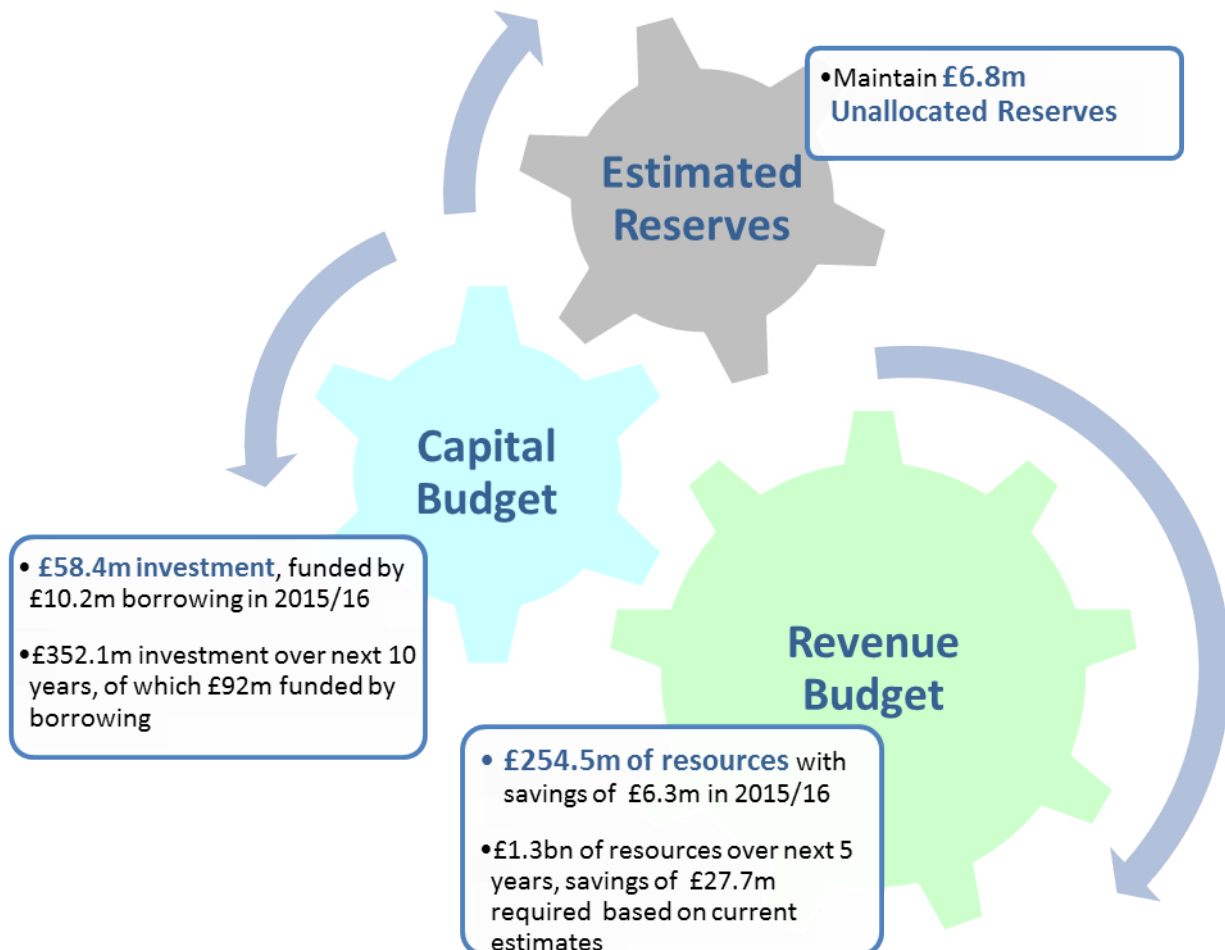 •Maintain £6.8m
Unallocated Reserves
Estimated
Reserves
Capital
Budget
• £58.4m investment, funded by
£10.2m borrowing in 2015/16
•£352.1m investment over next 10
years, of which £92m funded by
borrowing
Revenue
Budget
• £254.5m of resources with
savings of £6.3m in 2015/16
•£1.3bn of resources over next 5
years, savings of £27.7m
required based on current
estimates